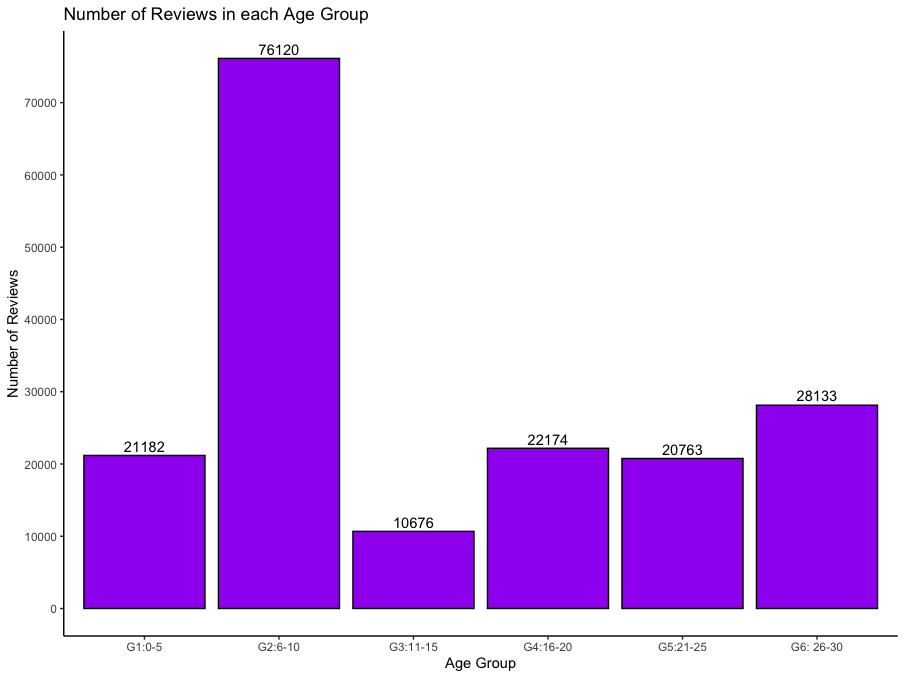 Number of Reviews in each Age Group
76120
70000
60000
50000
40000
30000
20000
10000
0
Number of Reviews
21182
10676
22174
20763
28133
G1:0-5
G2:6-10
G3:11-15
G4:16-20
G5:21-25
G6: 26-30
Age Group